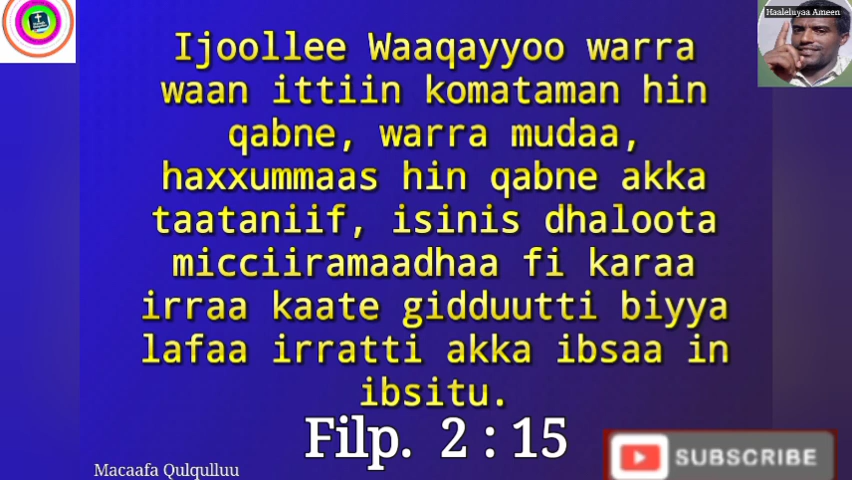 Haaleluyaa Ameen
Ijoollee Waaqayyoo warra
waan ittiin komataman hin
qabne, warra mudaa,
haxxummaas hin qabne akka
taataniif, isinis dhaloota
micciiramaadhaa fi karaa
irraa kaate gidduutti biyya
lafaa irratti akka ibsaa in
ibsitu.
Filp. 2:15
Macaafa Qulqulluu
SUBSCRIBE